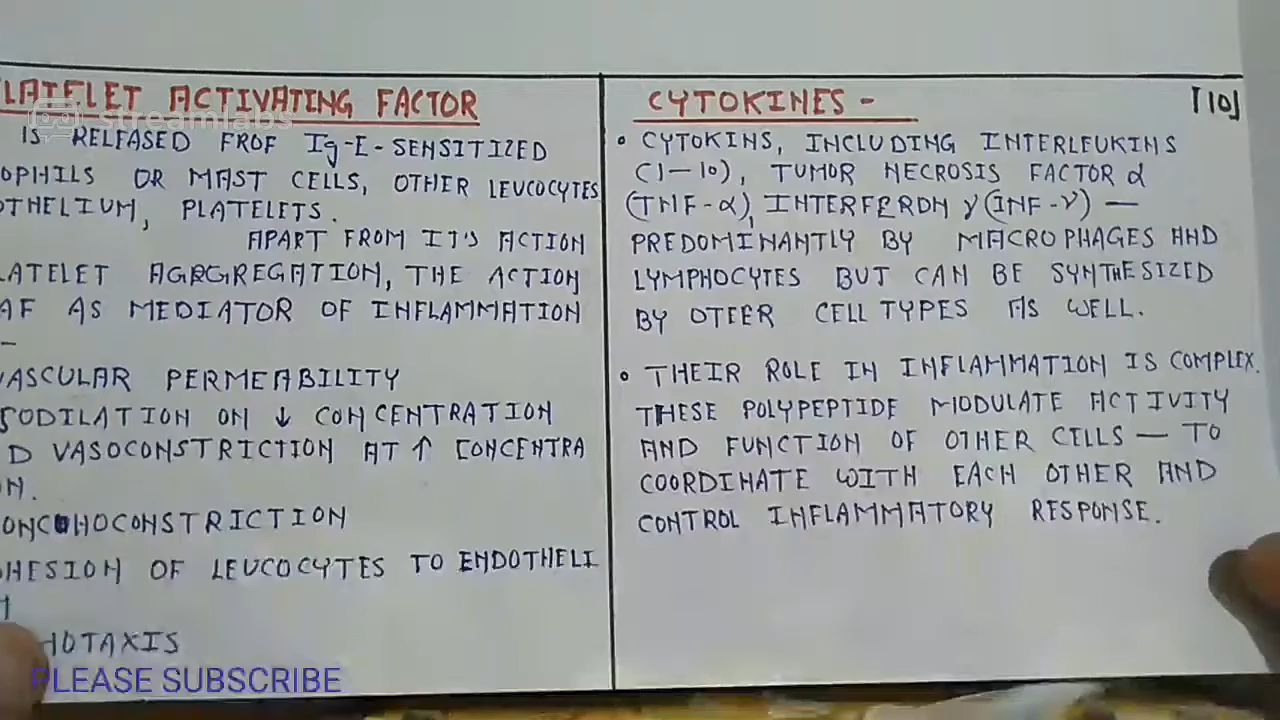 LATELET ACTIVATING FACTOR
IS RELEASED FROF Ig-E-SENSITIZED
OPHILS OR MAST CELLS, OTHER LEUCOCYTES
OTHELIUM, PLATELETS.
APART FROM IT'S ACTION
LATELET AGRGREGATION, THE ACTION
AF AS MEDIATOR OF INFLAMMATION
–
VASCULAR PERMEABILITY
SODILATION ON ↓ CONCENTRATION
D VASOCONSTRICTION AT ↑ CONCENTRA
ON.
ONCHOCONSTRICTION
HESION OF LEUCOCYTES TO ENDOTHELI
M
MOTAXIS
CYTOKINES -
[10]
• CYTOKINS, INCLUDING INTERLEUKINS
(1-10), TUMOR NECROSIS FACTOR α
(TNF-α), INTERFERON γ (INF-γ) —
PREDOMINANTLY BY MACROPHAGES AND
LYMPHOCYTES BUT CAN BE SYNTHESIZED
BY OTEER CELL TYPES AS WELL.
• THEIR ROLE IN INFLAMMATION IS COMPLEX.
THESE POLYPEPTIDE MODULATE ACTIVITY
AND FUNCTION OF OTHER CELLS — TO
COORDINATE WITH EACH OTHER AND
CONTROL INFLAMMATORY RESPONSE.
streamlabs
PLEASE SUBSCRIBE